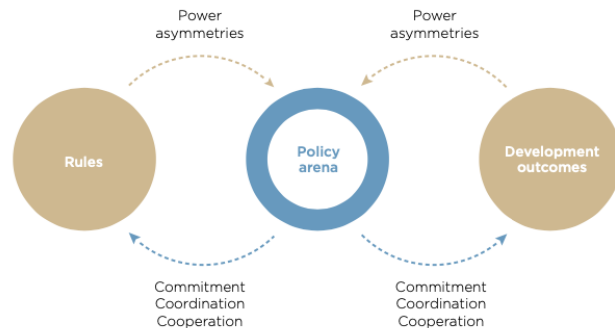 Power
asymmetries
Power
asymmetries
Rules
Policy
arena
Development
outcomes
Commitment
Coordination
Cooperation
Commitment
Coordination
Cooperation